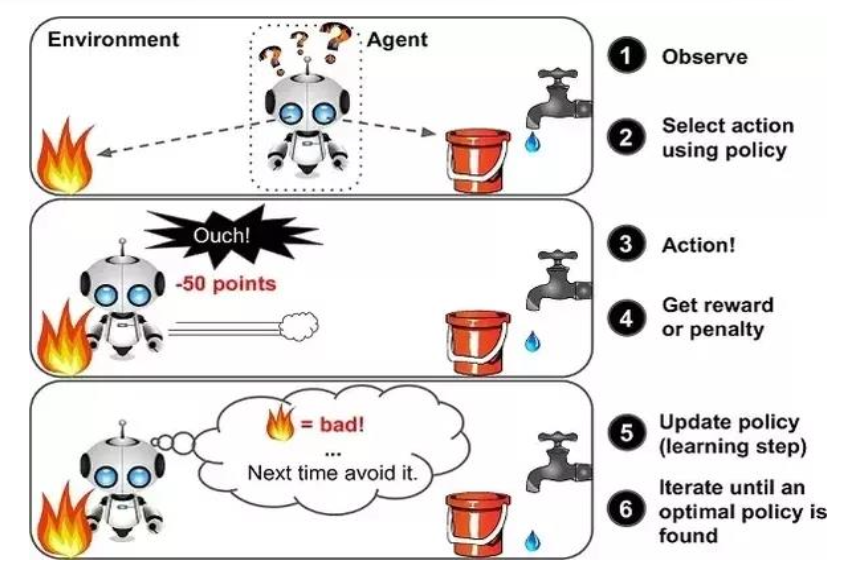 Environment
Agent
? ? ?
1 Observe
2 Select action
using policy
Ouch!
-50 points
3 Action!
4 Get reward
or penalty
= bad!
...
Next time avoid it.
5 Update policy
(learning step)
6 Iterate until an
optimal policy is
found